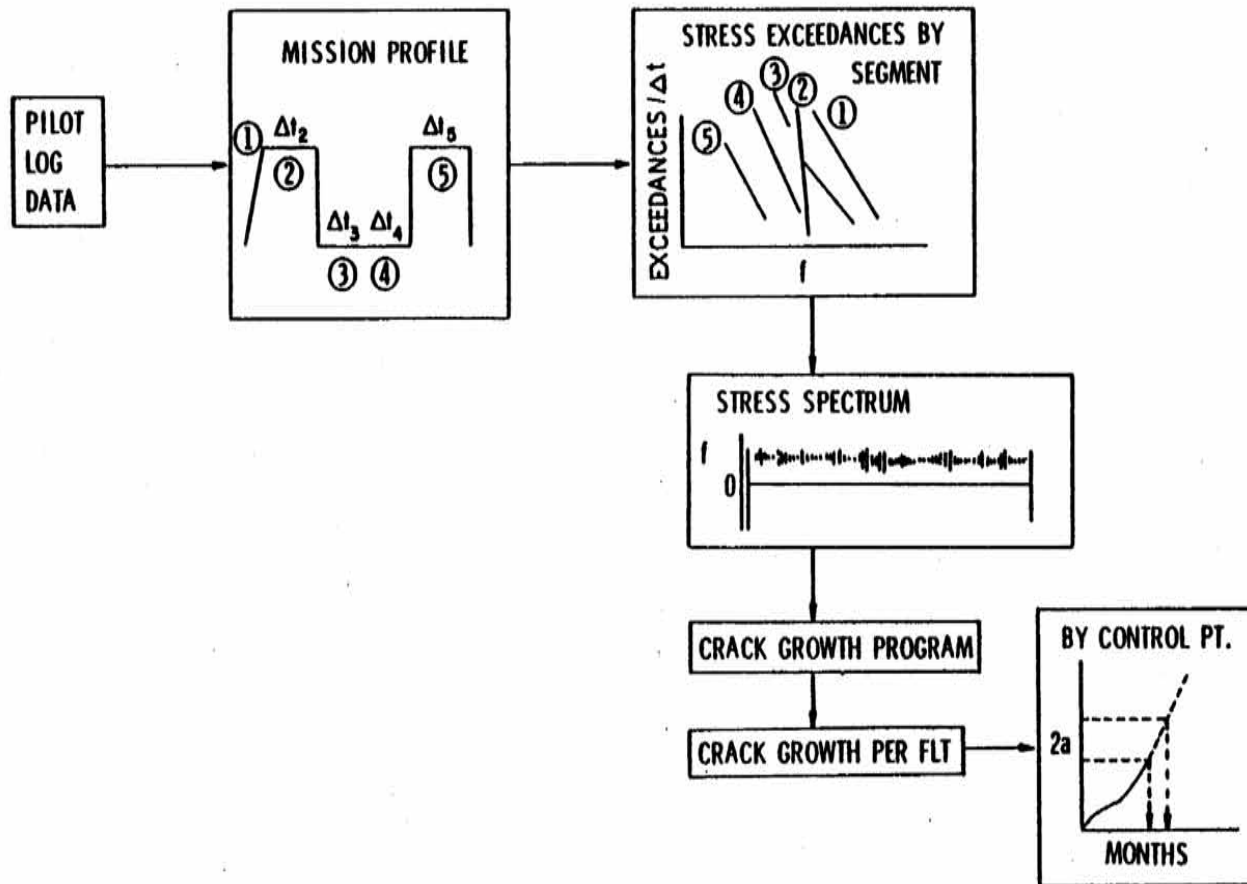 PILOT
LOG
DATA
MISSION PROFILE
① Δt₂ Δt₅
② ⑤
Δt₃ Δt₄
③ ④
STRESS EXCEEDANCES BY
SEGMENT
EXCEEDANCES/Δt
③
② ①
④
⑤
f
STRESS SPECTRUM
f
0
CRACK GROWTH PROGRAM
CRACK GROWTH PER FLT
BY CONTROL PT.
2a
MONTHS